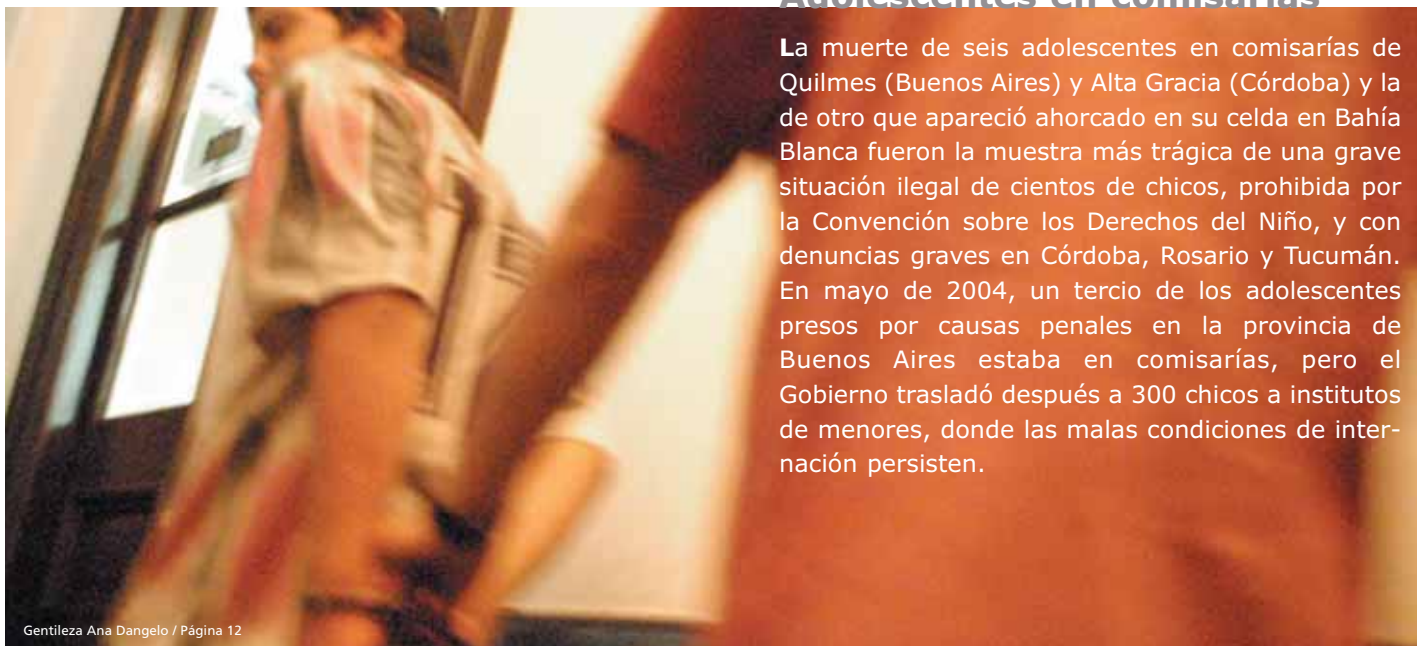 Adolescentes en comisarías
La muerte de seis adolescentes en comisarías de
Quilmes (Buenos Aires) y Alta Gracia (Córdoba) y la
de otro que apareció ahorcado en su celda en Bahía
Blanca fueron la muestra más trágica de una grave
situación ilegal de cientos de chicos, prohibida por
la Convención sobre los Derechos del Niño, y con
denuncias graves en Córdoba, Rosario y Tucumán.
En mayo de 2004, un tercio de los adolescentes
presos por causas penales en la provincia de
Buenos Aires estaba en comisarías, pero el
Gobierno trasladó después a 300 chicos a institutos
de menores, donde las malas condiciones de inter-
nación persisten.
Gentileza Ana Dangelo / Página 12